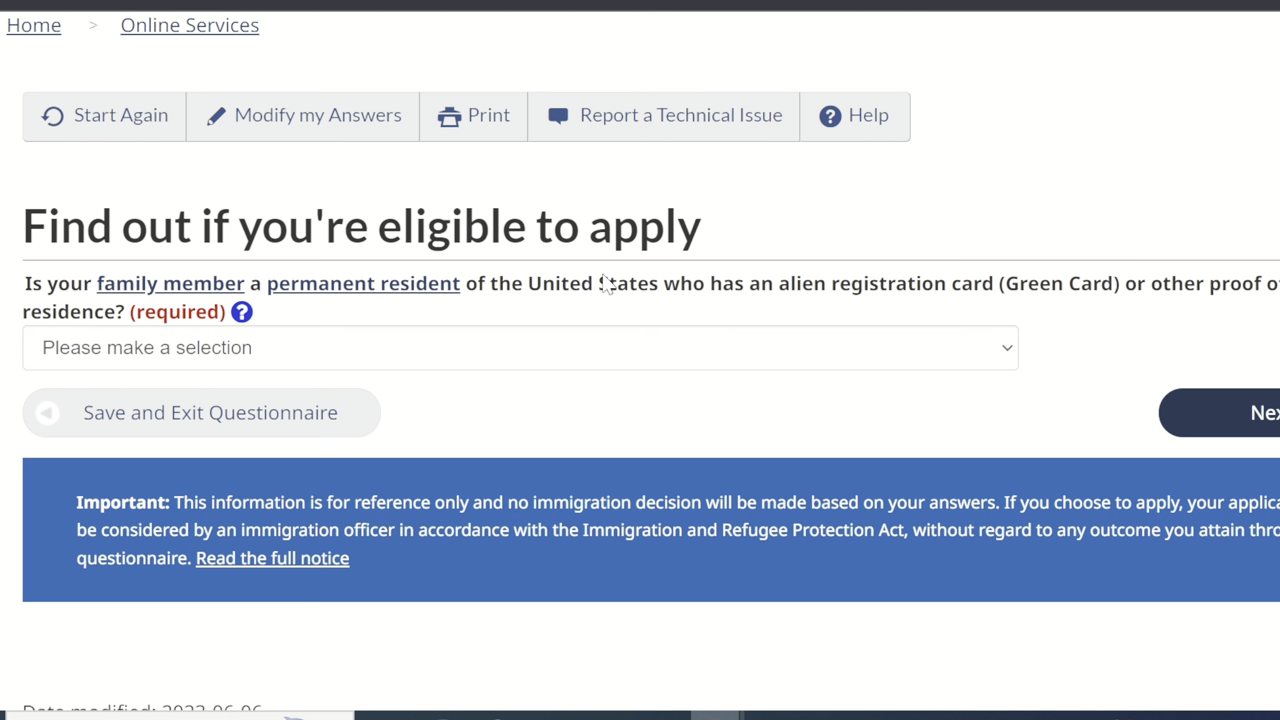 Home > Online Services
Start Again Modify my Answers Print Report a Technical Issue Help
Find out if you're eligible to apply
Is your family member a permanent resident of the United States who has an alien registration card (Green Card) or other proof
residence? (required)
Please make a selection
Save and Exit Questionnaire
Important: This information is for reference only and no immigration decision will be made based on your answers. If you choose to apply, your
be considered by an immigration officer in accordance with the Immigration and Refugee Protection Act, without regard to any outcome you attain
questionnaire. Read the full notice
Date modified: